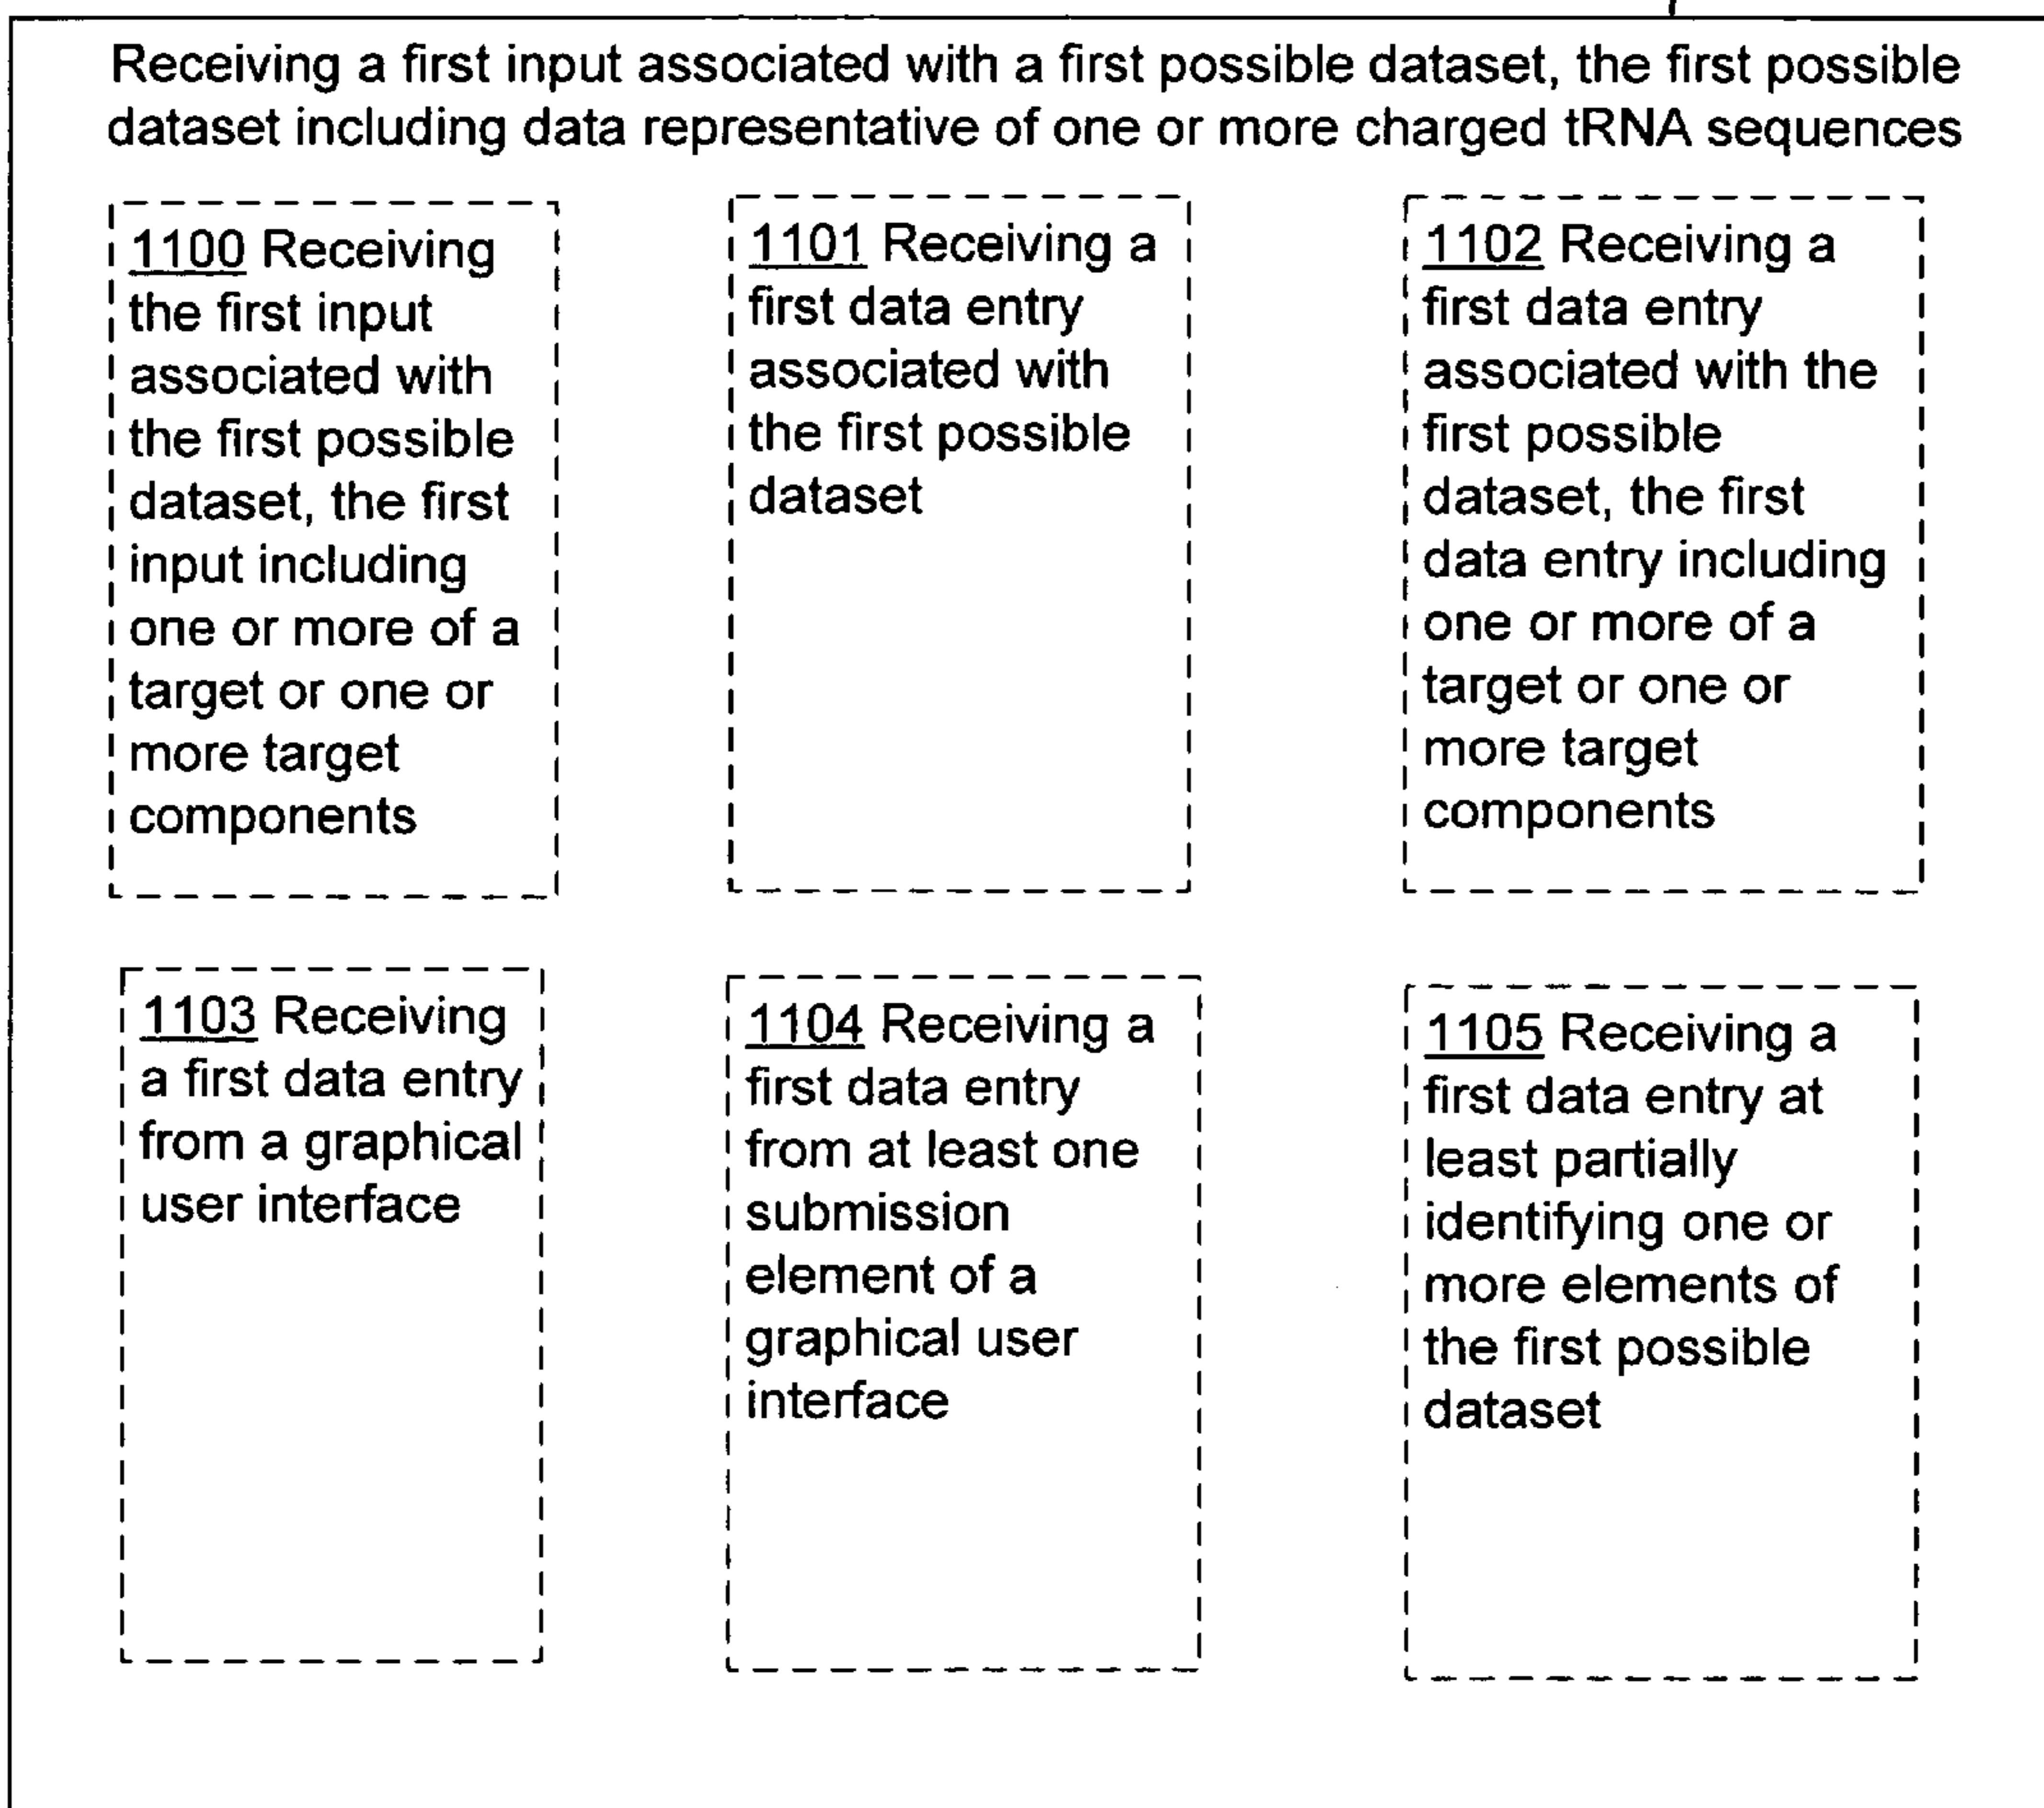 Receiving a first input associated with a first possible dataset, the first possible
dataset including data representative of one or more charged tRNA sequences
1100 Receiving
the first input
associated with
the first possible
dataset, the first
input including
one or more of a
target or one or
more target
components
1101 Receiving a
first data entry
associated with
the first possible
dataset
1102 Receiving a
first data entry
associated with the
first possible
dataset, the first
data entry including
one or more of a
target or one or
more target
components
1103 Receiving
a first data entry
from a graphical
user interface
1104 Receiving a
first data entry
from at least one
submission
element of a
graphical user
interface
1105 Receiving a
first data entry at
least partially
identifying one or
more elements of
the first possible
dataset